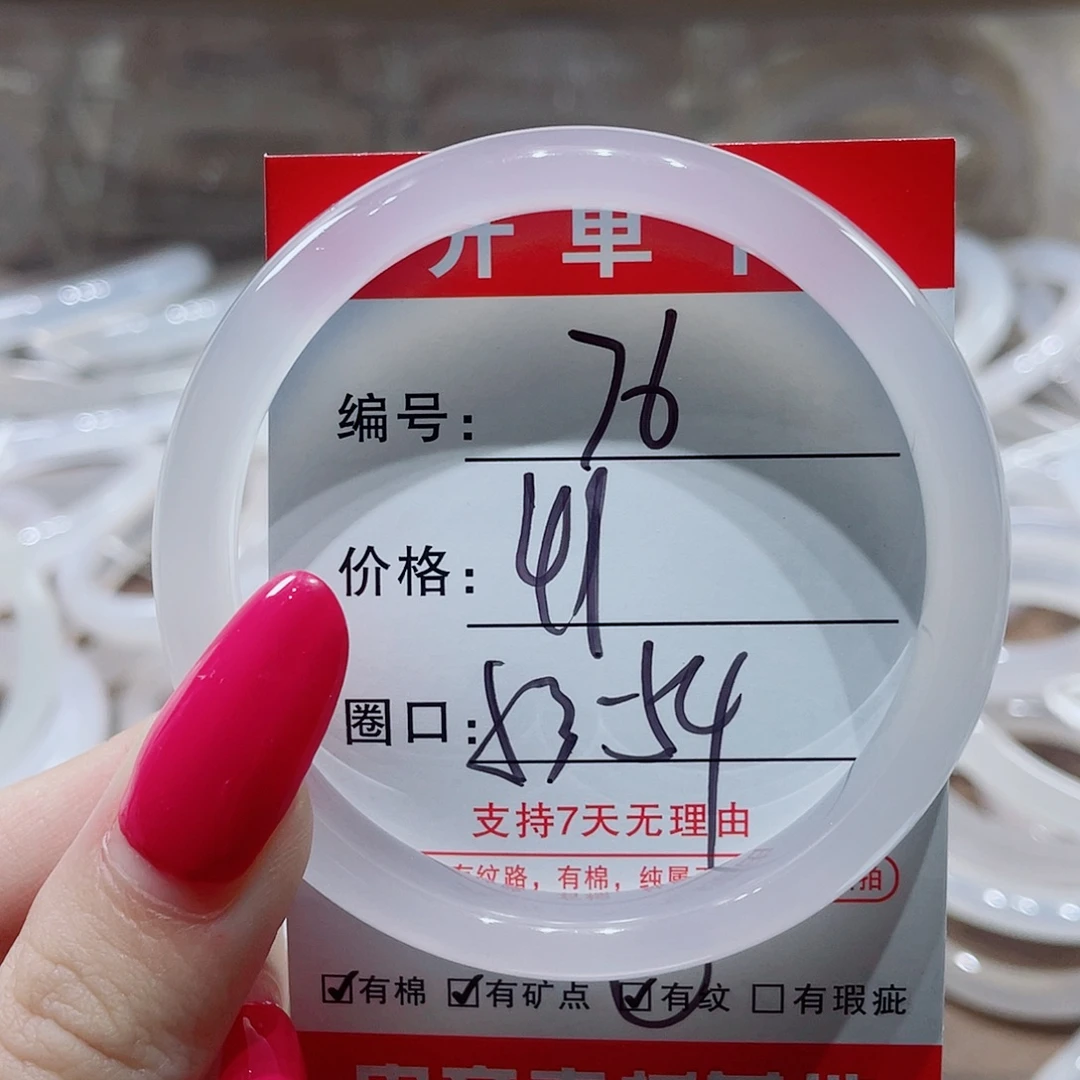 开单
编号: 76
价格: 41
圈口: 53-54
支持7天无理由
有纹路，有棉，纯属
拍
☑有棉 ☑有矿点 ☑有纹 ☐有瑕疵